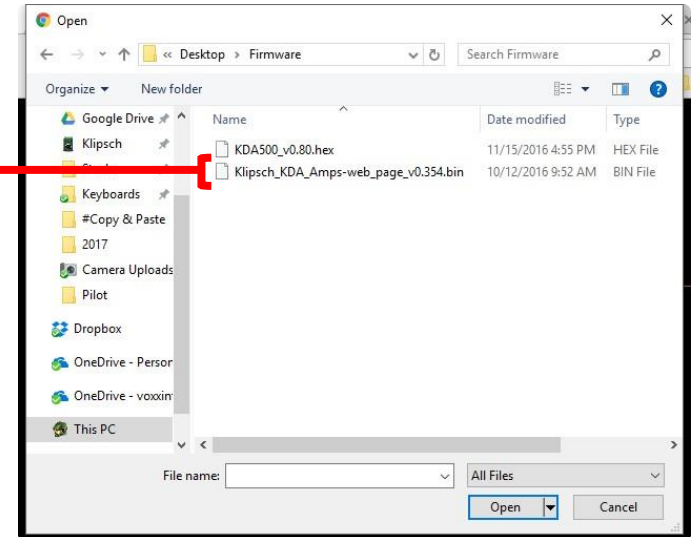 Open
« Desktop > Firmware
Search Firmware
Organize
New folder
Name
Date modified
Type
Google Drive
Klipsch
Keyboards
#Copy & Paste
2017
Camera Uploads
Pilot
Dropbox
OneDrive - Person
OneDrive - voxxin
This PC
KDA500_v0.80.hex 11/15/2016 4:55 PM HEX File
Klipsch_KDA_Amps-web_page_v0.354.bin 10/12/2016 9:52 AM BIN File
File name:
All Files
Open
Cancel